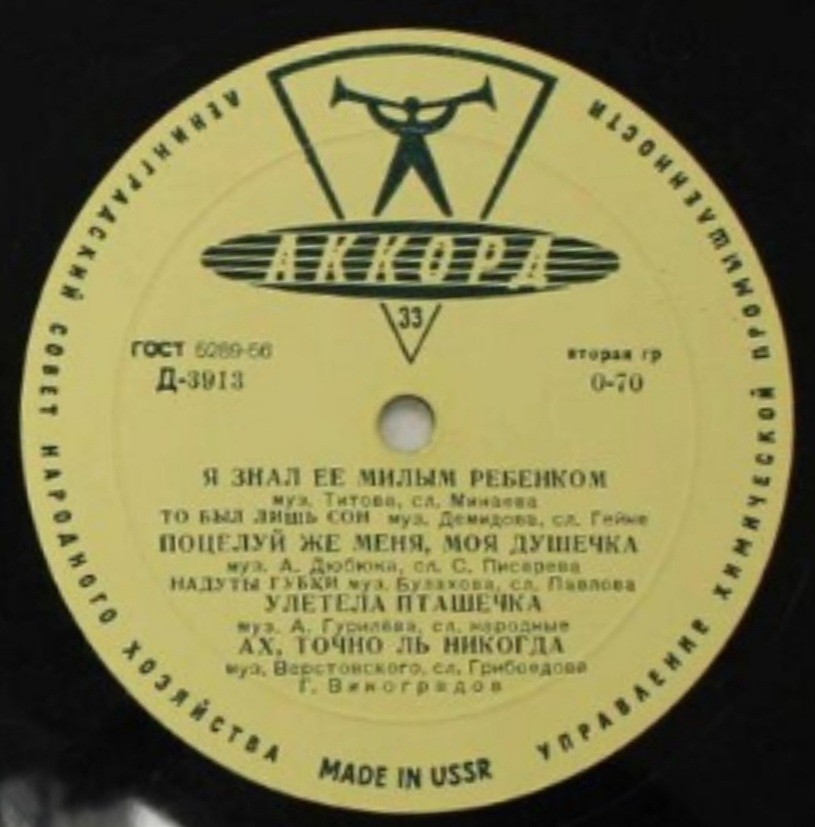 ЛЕНИНГРАДСКИЙ СОВЕТ НАРОДНОГО ХОЗЯЙСТВА
УПРАВЛЕНИЕ ХИМИЧЕСКОЙ ПРОМЫШЛЕННОСТИ
АККОРД
33
ГОСТ 5289-56
вторая гр
Д-3913
0-70
Я ЗНАЛ ЕЕ МИЛЫМ РЕБЕНКОМ
муз. Титова, сл. Минаева
ТО БЫЛ ЛИШЬ СОН муз. Демидова, сл. Гейне
ПОЦЕЛУЙ ЖЕ МЕНЯ, МОЯ ДУШЕЧКА
муз. А. Дюбюка, сл. С. Писарева
НАДУТЫ ГУБКИ муз. Булахова, сл. Павлова
УЛЕТЕЛА ПТАШЕЧКА
муз. А. Гурилёва, сл. народные
АХ, ТОЧНО ЛЬ НИКОГДА
муз. Верстовского, сл. Грибоедова
Г. Виноградов
MADE IN USSR